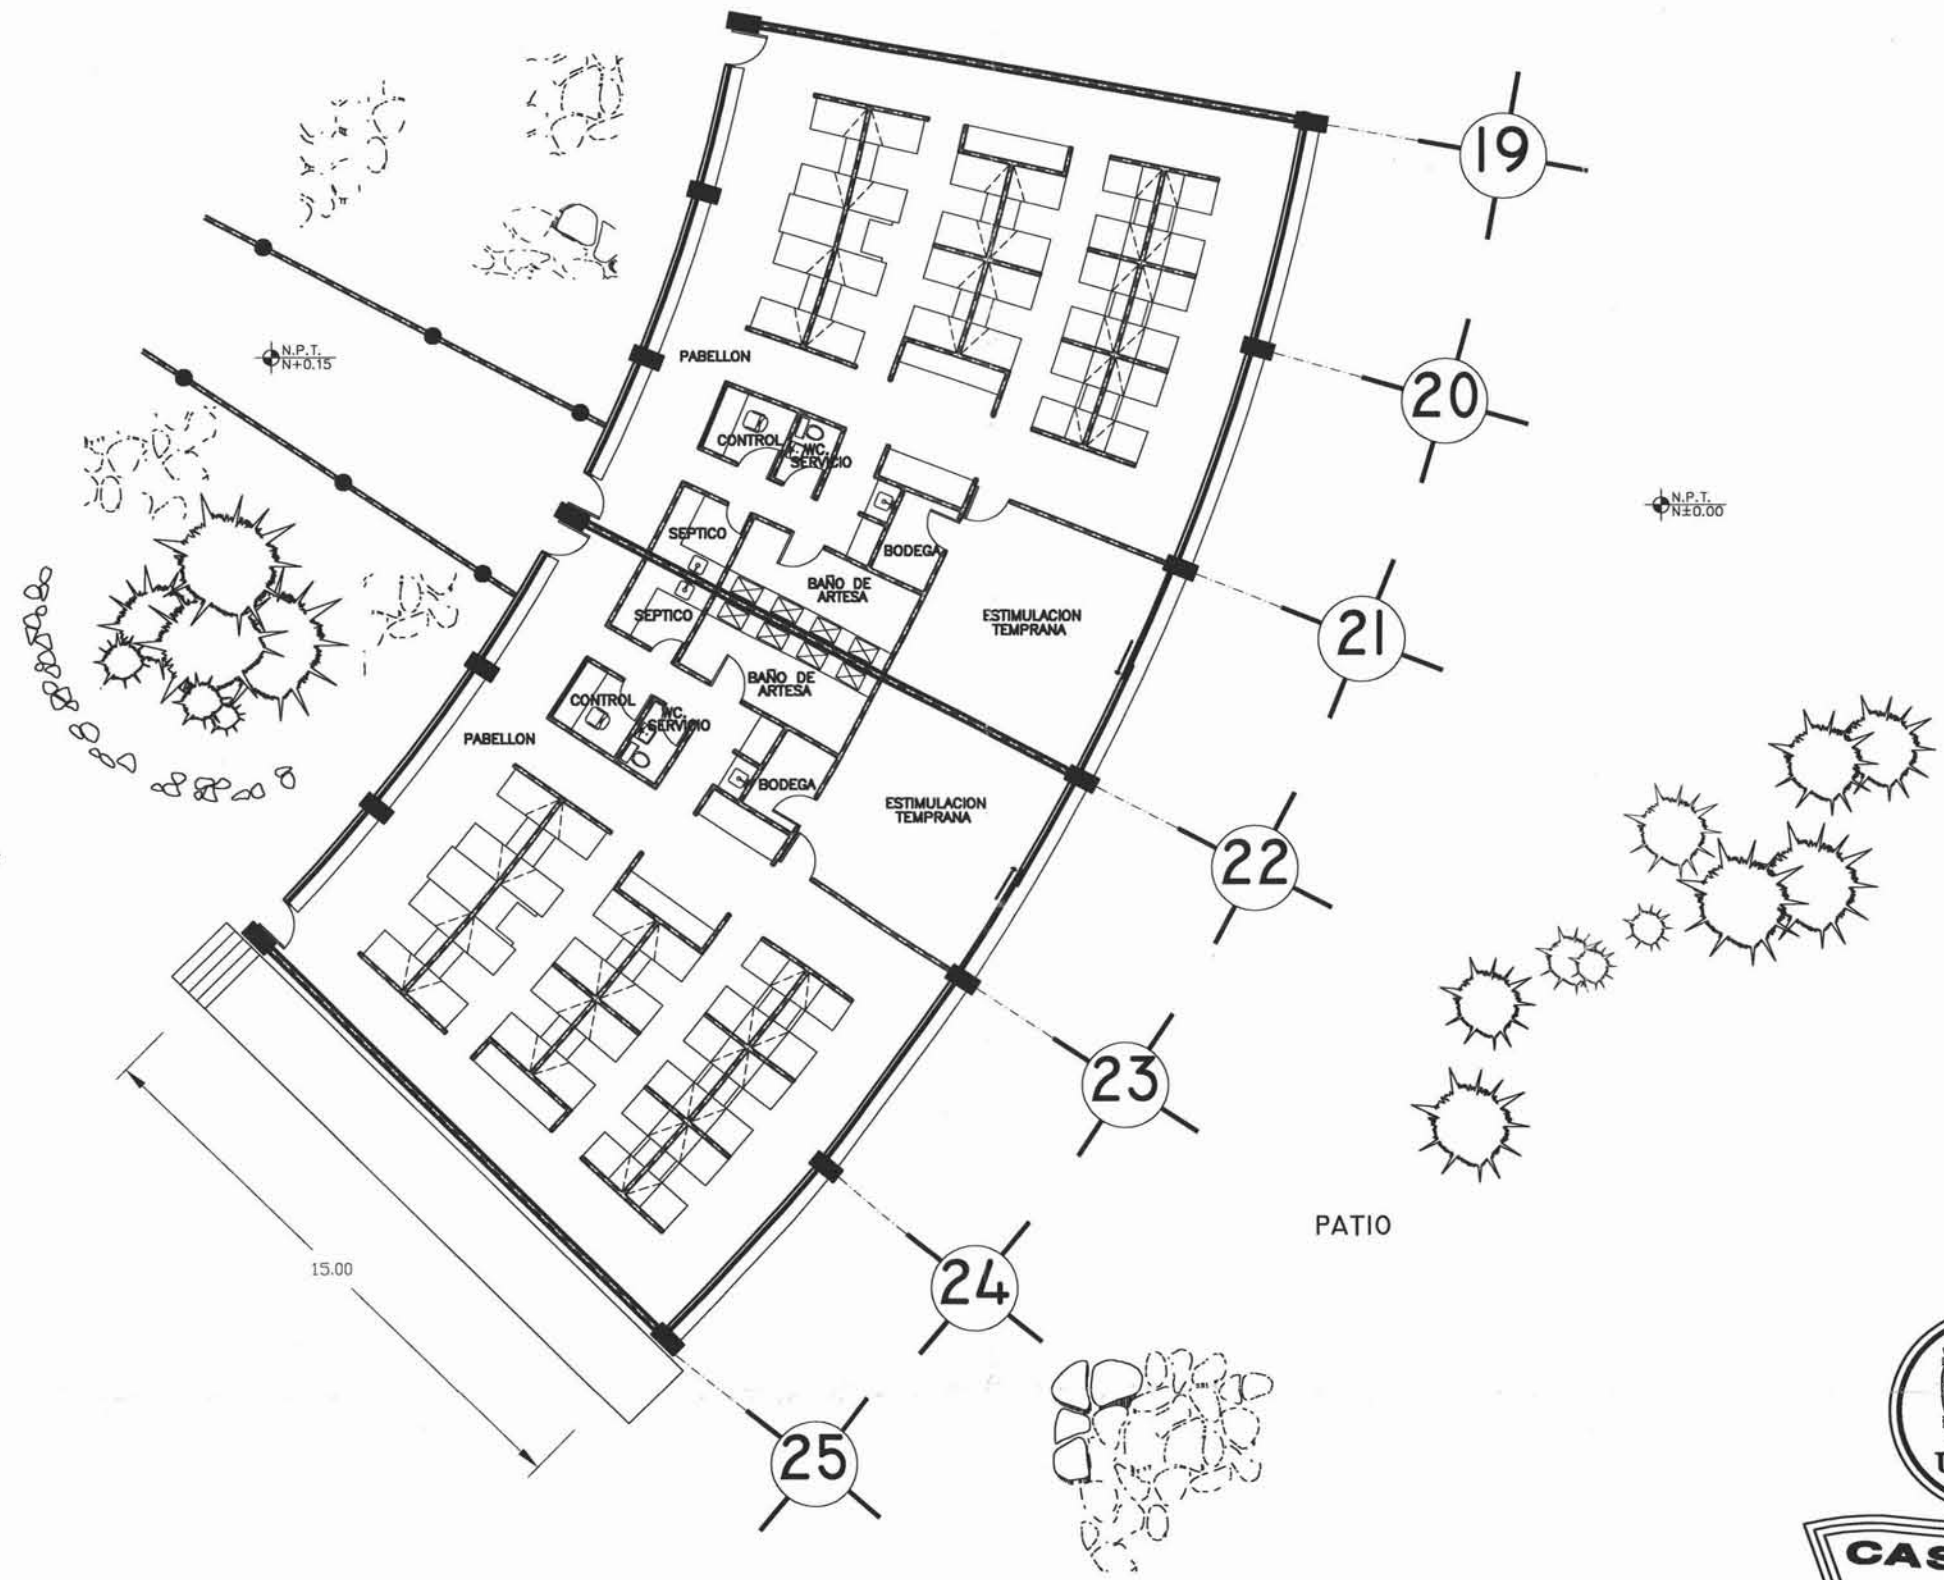 19
N.P.T.
N+0.15
PABELLON
20
CONTROL
WC.
SERVICIO
N.P.T.
N±0.00
SEPTICO
BODEGA
BAÑO DE
ARTESA
SEPTICO
ESTIMULACION
TEMPRANA
21
BAÑO DE
ARTESA
CONTROL
WC.
SERVICIO
PABELLON
BODEGA
ESTIMULACION
TEMPRANA
22
23
PATIO
15.00
24
25